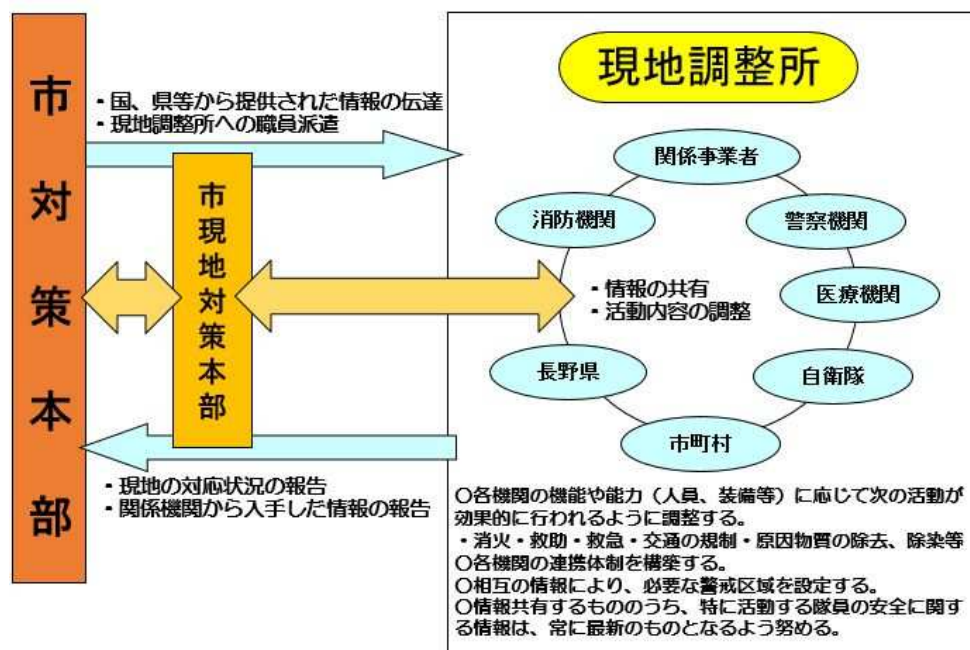 市対策本部
・国、県等から提供された情報の伝達
・現地調整所への職員派遣
市現地対策本部
・現地の対応状況の報告
・関係機関から入手した情報の報告
現地調整所
関係事業者
消防機関
警察機関
・情報の共有
・活動内容の調整
医療機関
長野県
自衛隊
市町村
○各機関の機能や能力（人員、装備等）に応じて次の活動が
効果的に行われるように調整する。
・消火・救助・救急・交通の規制・原因物質の除去、除染等
○各機関の連携体制を構築する。
○相互の情報により、必要な警戒区域を設定する。
○情報共有するもののうち、特に活動する隊員の安全に関す
る情報は、常に最新のものとなるよう努める。